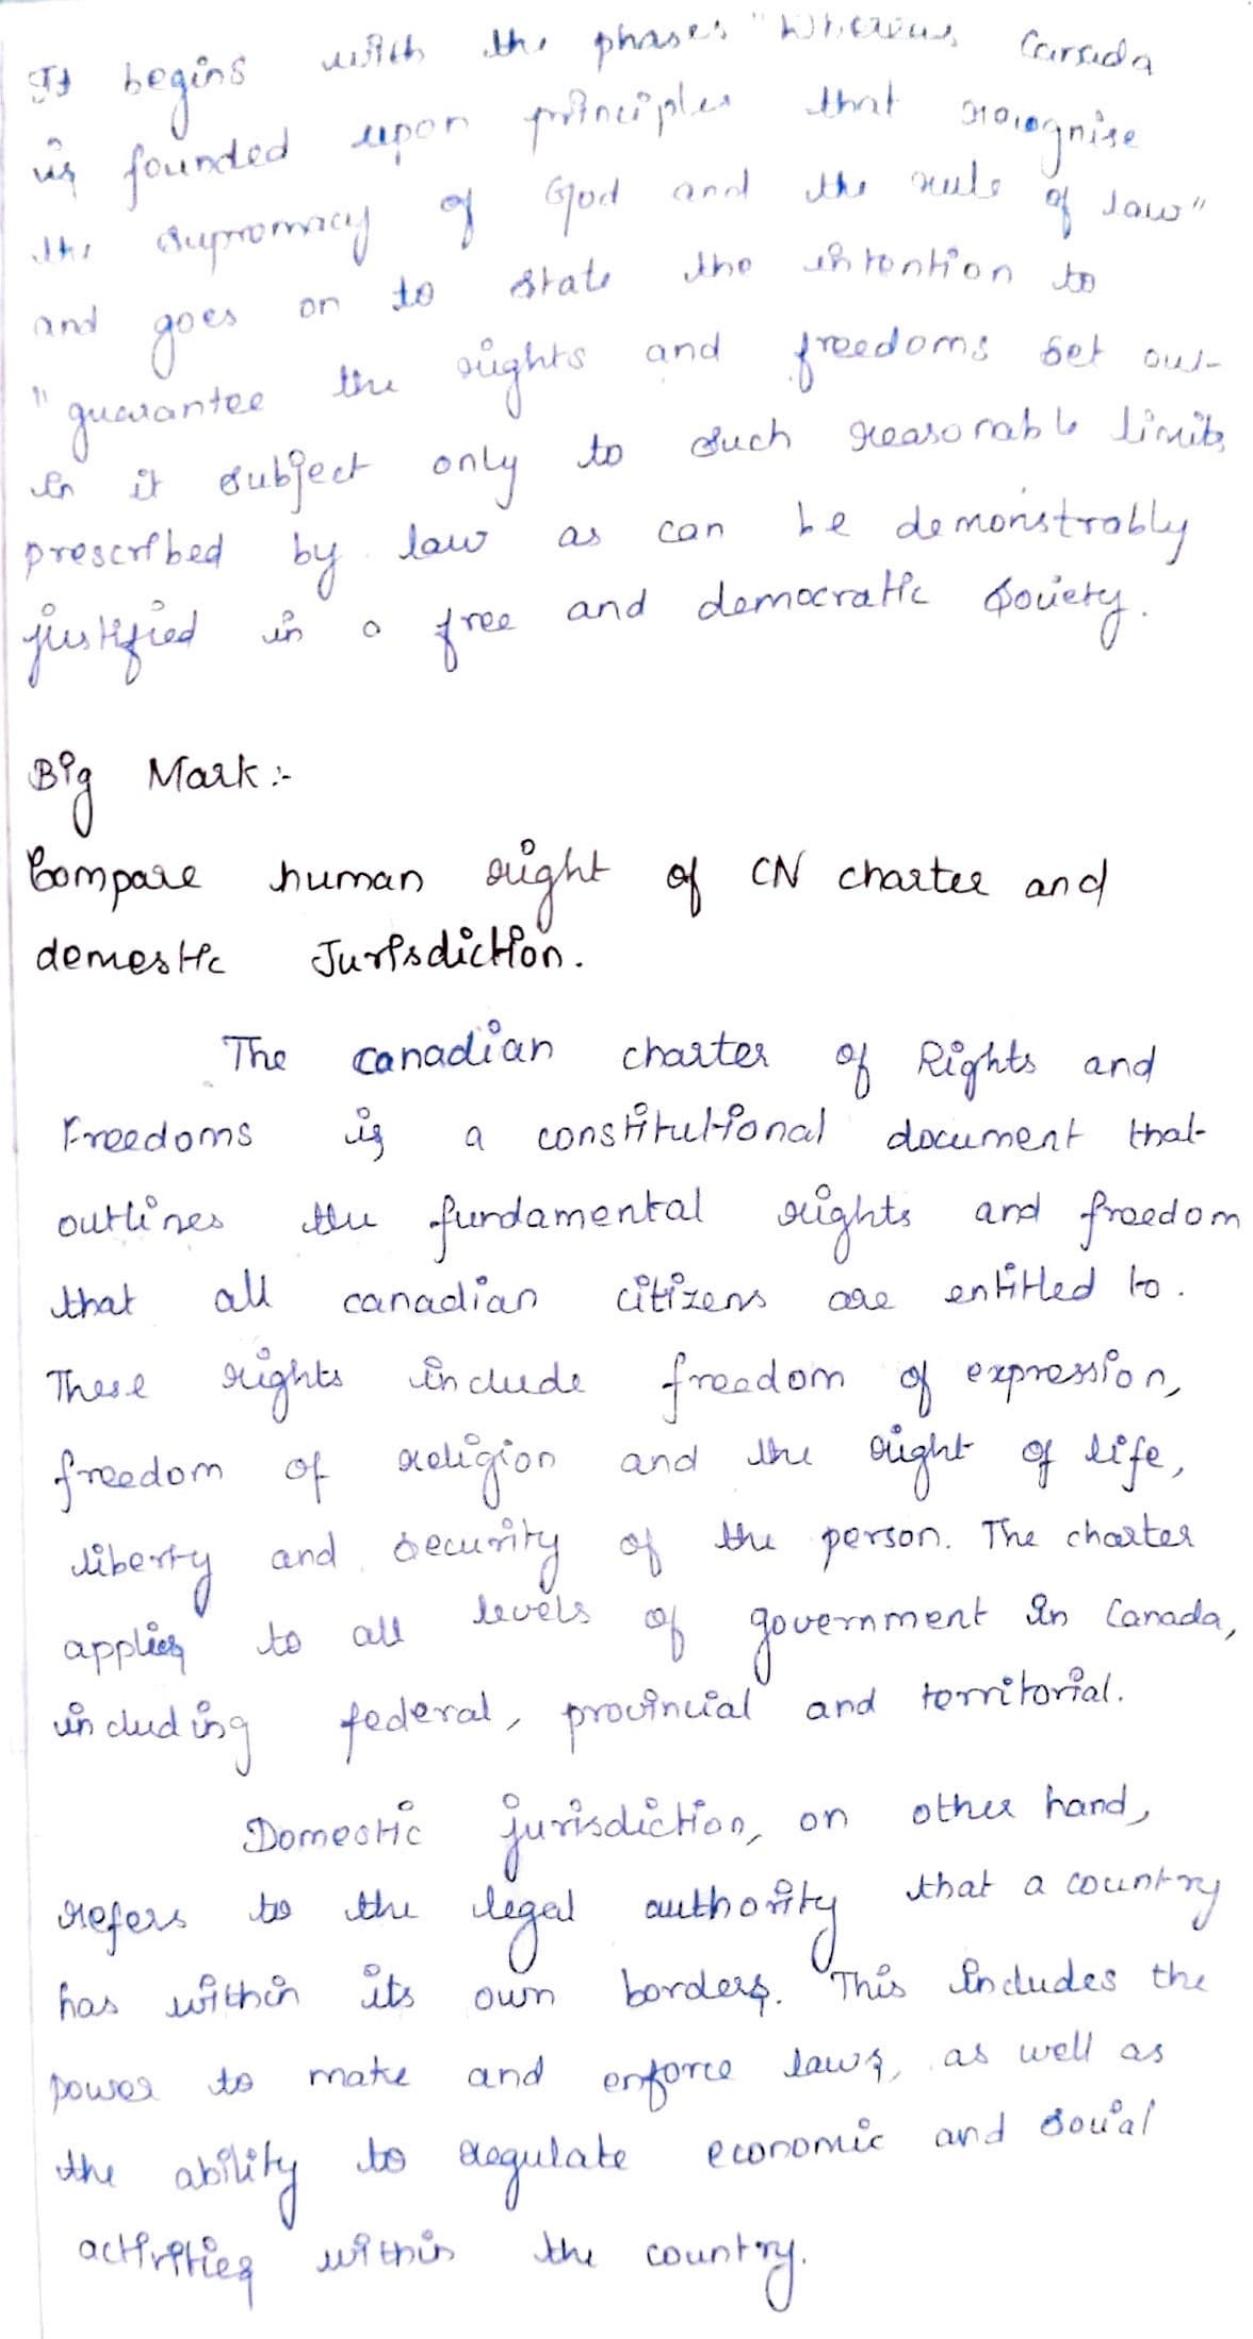 It begins with the phases "Whereas Canada
is founded upon principles that recognise
the supromacy of God and the rule of law"
and goes on to state the intention to
"guarantee the rights and freedoms set out
in it subject only to such reasonable limits
prescribed by law as can be demonstrably
justified in a free and democratic society.
Big Mark:-
Compare human right of CN charter and
demestic Jurisdiction.
The canadian charter of Rights and
Freedoms is a constitutional document that
outlines the fundamental rights and freedom
that all canadian citizens are entitled to.
These rights include freedom of expression,
freedom of religion and the right of life,
liberty and security of the person. The charter
applies to all levels of government in Canada,
including federal, provincial and territorial.
Domestic jurisdiction, on other hand,
refers to the legal authority that a country
has within its own borders. This includes the
power to make and enforce laws, as well as
the ability to regulate economic and social
activities within the country.